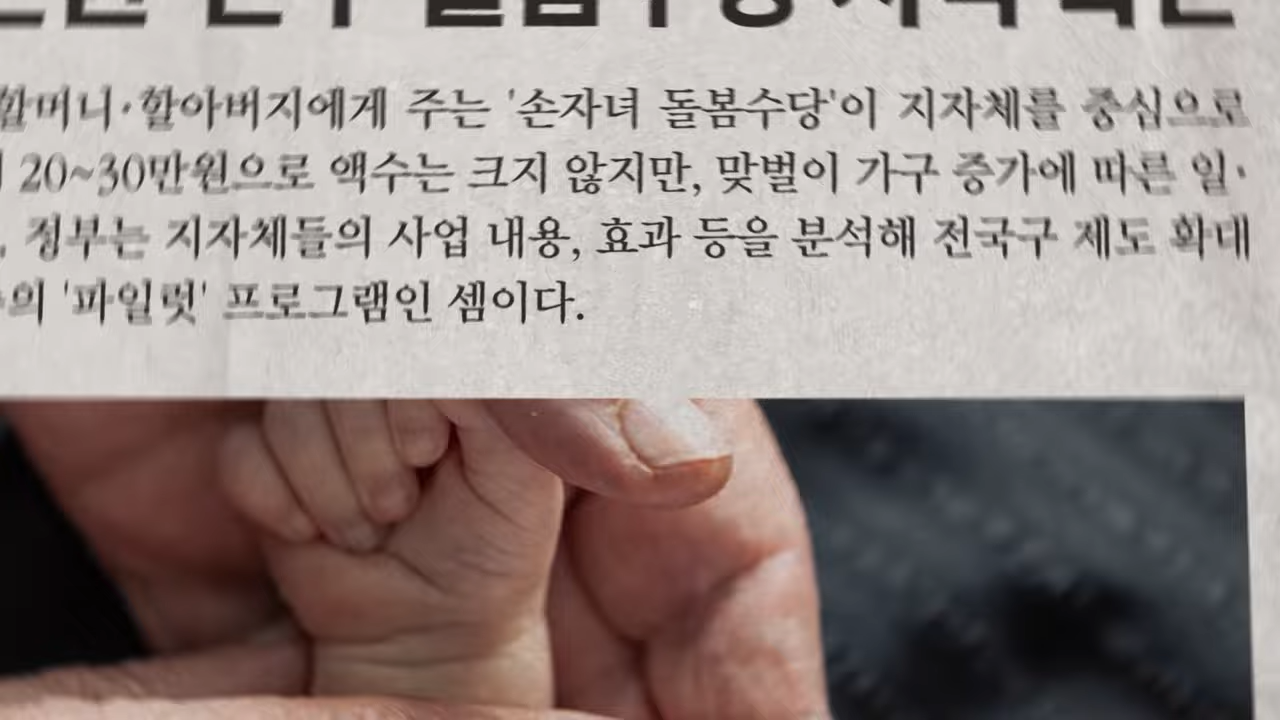 할머니·할아버지에게 주는 '손자녀 돌봄수당'이 지자체를 중심으로
20~30만원으로 액수는 크지 않지만, 맞벌이 가구 증가에 따른 일·
정부는 지자체들의 사업 내용, 효과 등을 분석해 전국구 제도 확대
의 '파일럿' 프로그램인 셈이다.